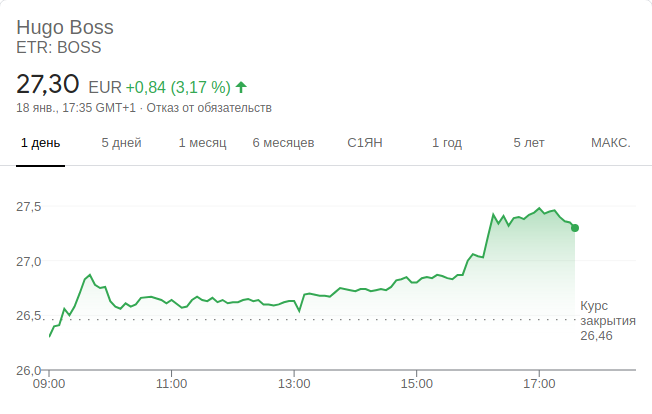 Hugo Boss
ETR: BOSS
27,30 EUR +0,84 (3,17 %)
18 янв., 17:35 GMT+1 · Отказ от обязательств
1 день 5 дней 1 месяц 6 месяцев С1ЯН 1 год 5 лет МАКС.
27,5
27,0
26,5
26,0
Курс
закрытия
26,46
09:00 11:00 13:00 15:00 17:00